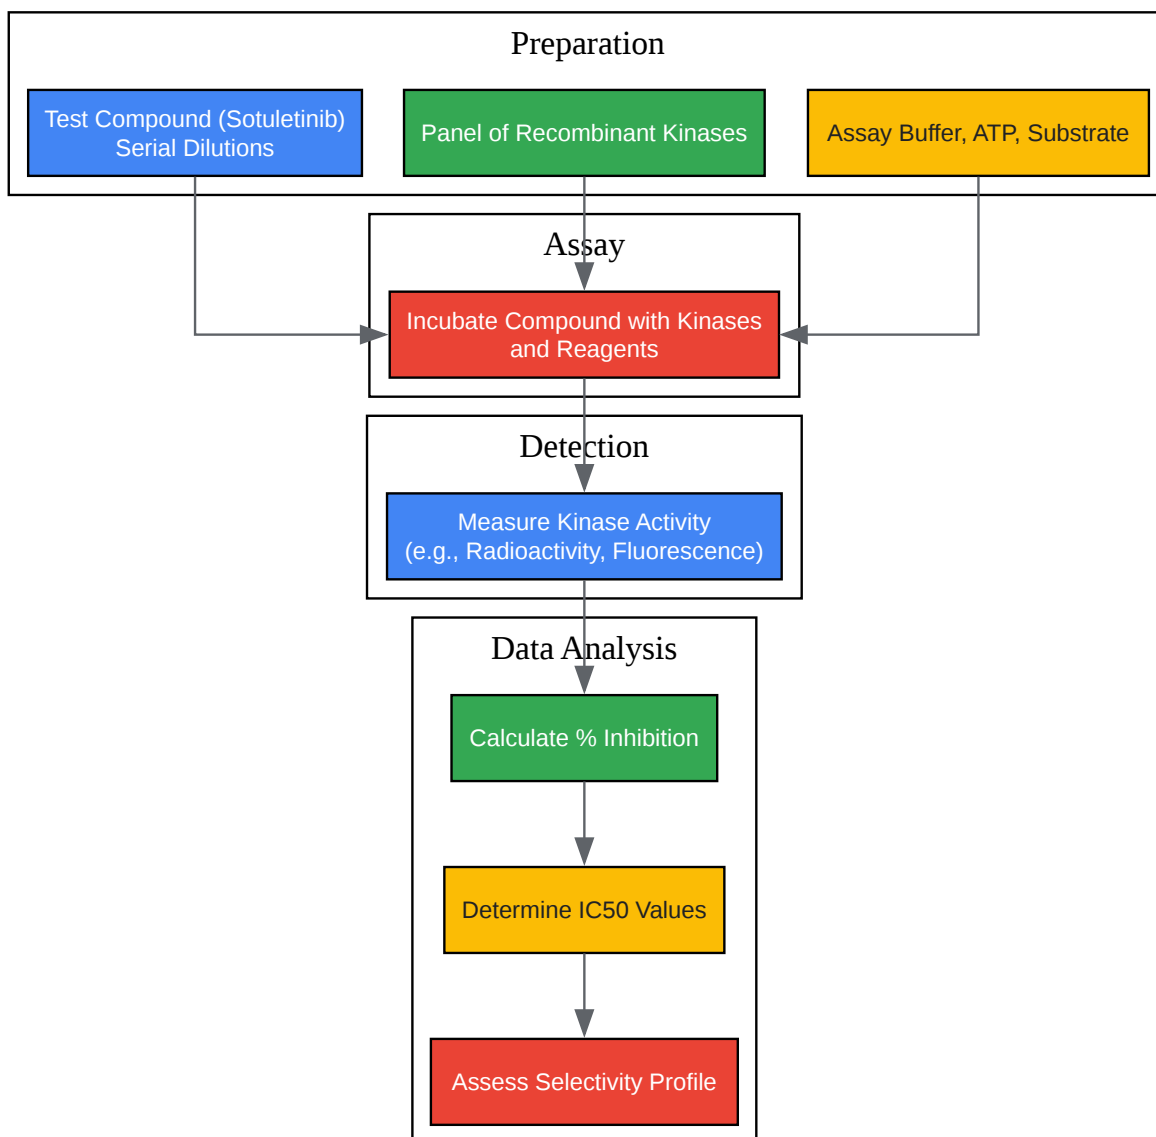 Preparation
Test Compound (Sotuletinib)
Serial Dilutions
Panel of Recombinant Kinases
Assay Buffer, ATP, Substrate
Assay
Incubate Compound with Kinases
and Reagents
Detection
Measure Kinase Activity
(e.g., Radioactivity, Fluorescence)
Data Analysis
Calculate % Inhibition
Determine IC50 Values
Assess Selectivity Profile